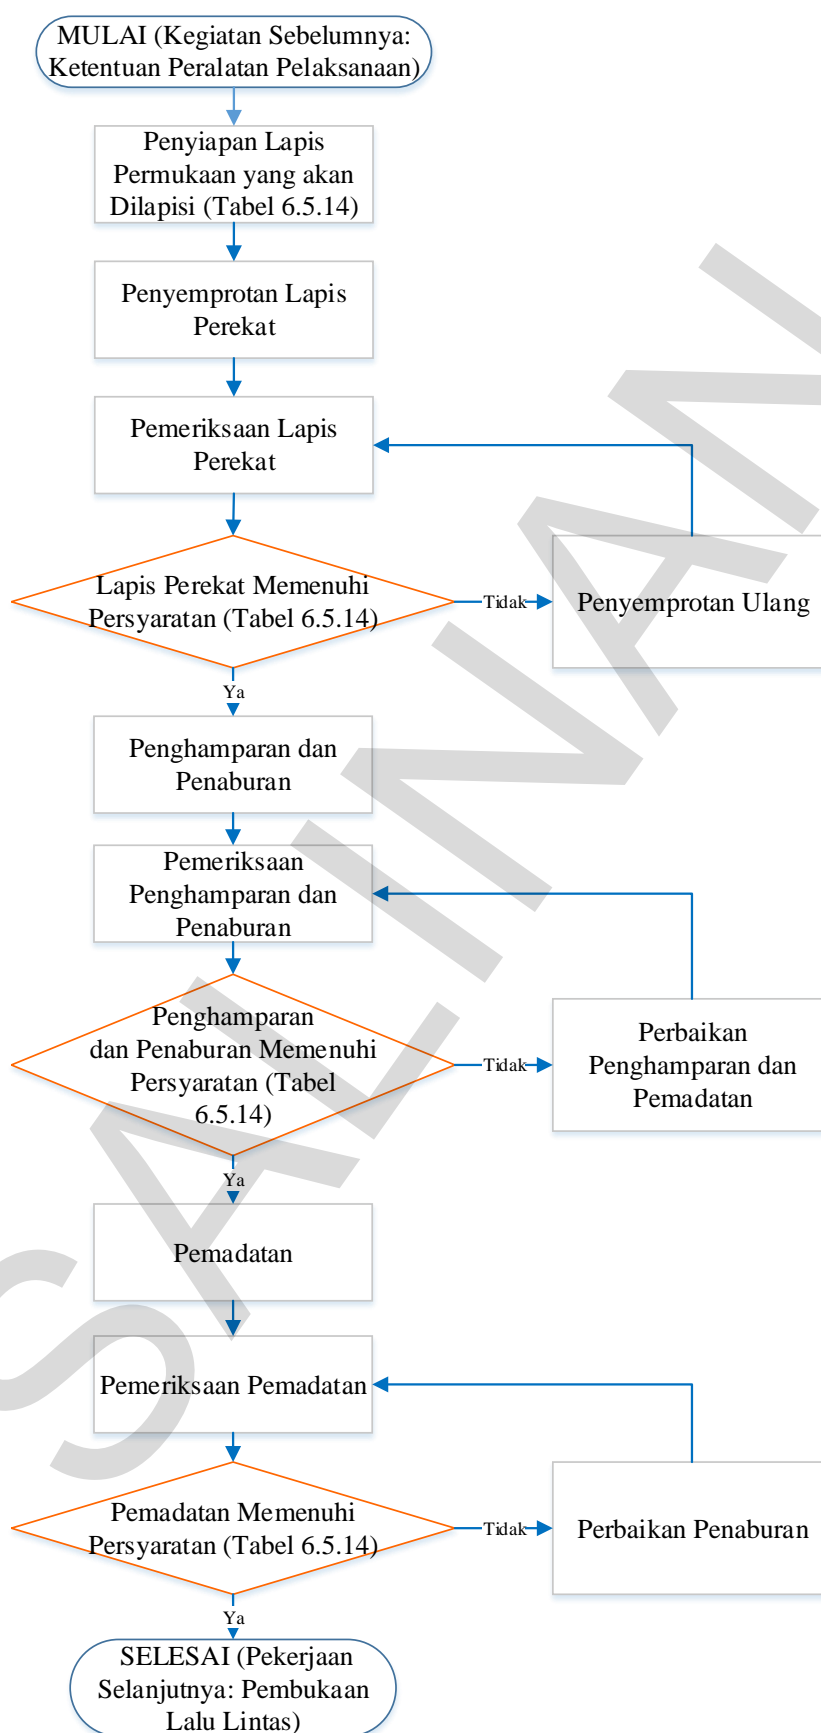 MULAI (Kegiatan Sebelumnya:
Ketentuan Peralatan Pelaksanaan)
Penyiapan Lapis
Permukaan yang akan
Dilapisi (Tabel 6.5.14)
Penyemprotan Lapis
Perekat
Pemeriksaan Lapis
Perekat
Lapis Perekat Memenuhi
Persyaratan (Tabel 6.5.14)
Tidak
Penyemprotan Ulang
Ya
Penghamparan dan
Penaburan
Pemeriksaan
Penghamparan dan
Penaburan
Penghamparan
dan Penaburan Memenuhi
Persyaratan (Tabel
6.5.14)
Tidak
Perbaikan
Penghamparan dan
Pemadatan
Ya
Pemadatan
Pemeriksaan Pemadatan
Pemadatan Memenuhi
Persyaratan (Tabel 6.5.14)
Tidak
Perbaikan Penaburan
Ya
SELESAI (Pekerjaan
Selanjutnya: Pembukaan
Lalu Lintas)
SALINAN